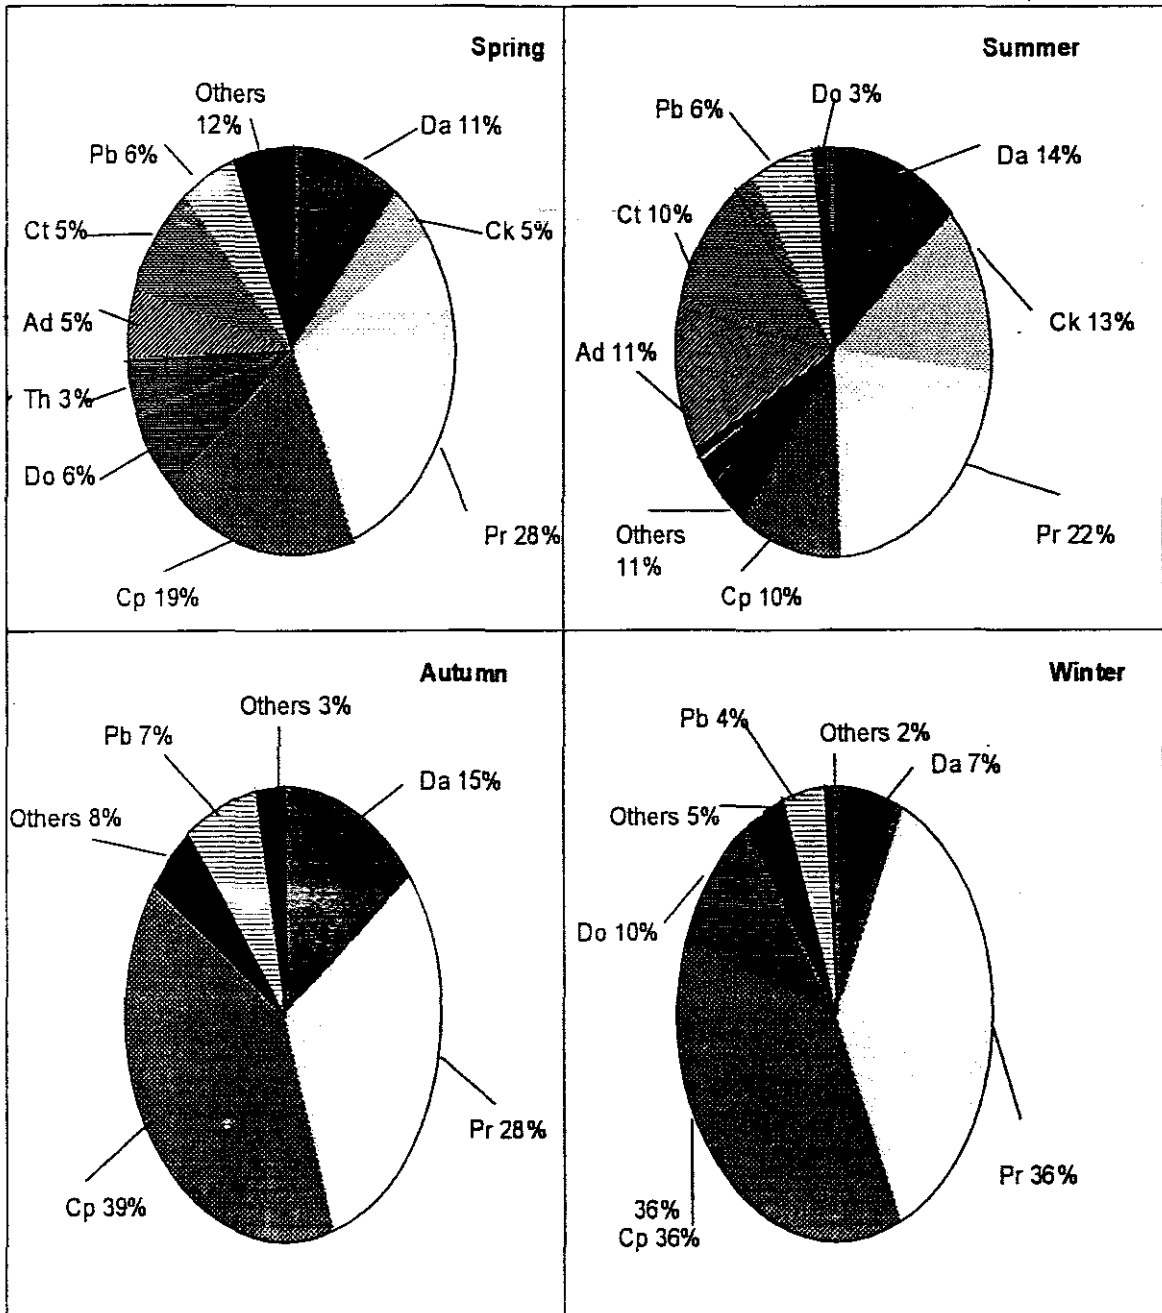 Spring
Others
12%
Da 11%
Pb 6%
Ct 5%
Ck 5%
Ad 5%
Th 3%
Do 6%
Pr 28%
Cp 19%
Summer
Do 3%
Pb 6%
Da 14%
Ct 10%
Ck 13%
Ad 11%
Others
11%
Pr 22%
Cp 10%
Autumn
Others 3%
Pb 7%
Da 15%
Others 8%
Pr 28%
Cp 39%
Winter
Pb 4%
Others 2%
Da 7%
Others 5%
Do 10%
Pr 36%
36%
Cp 36%